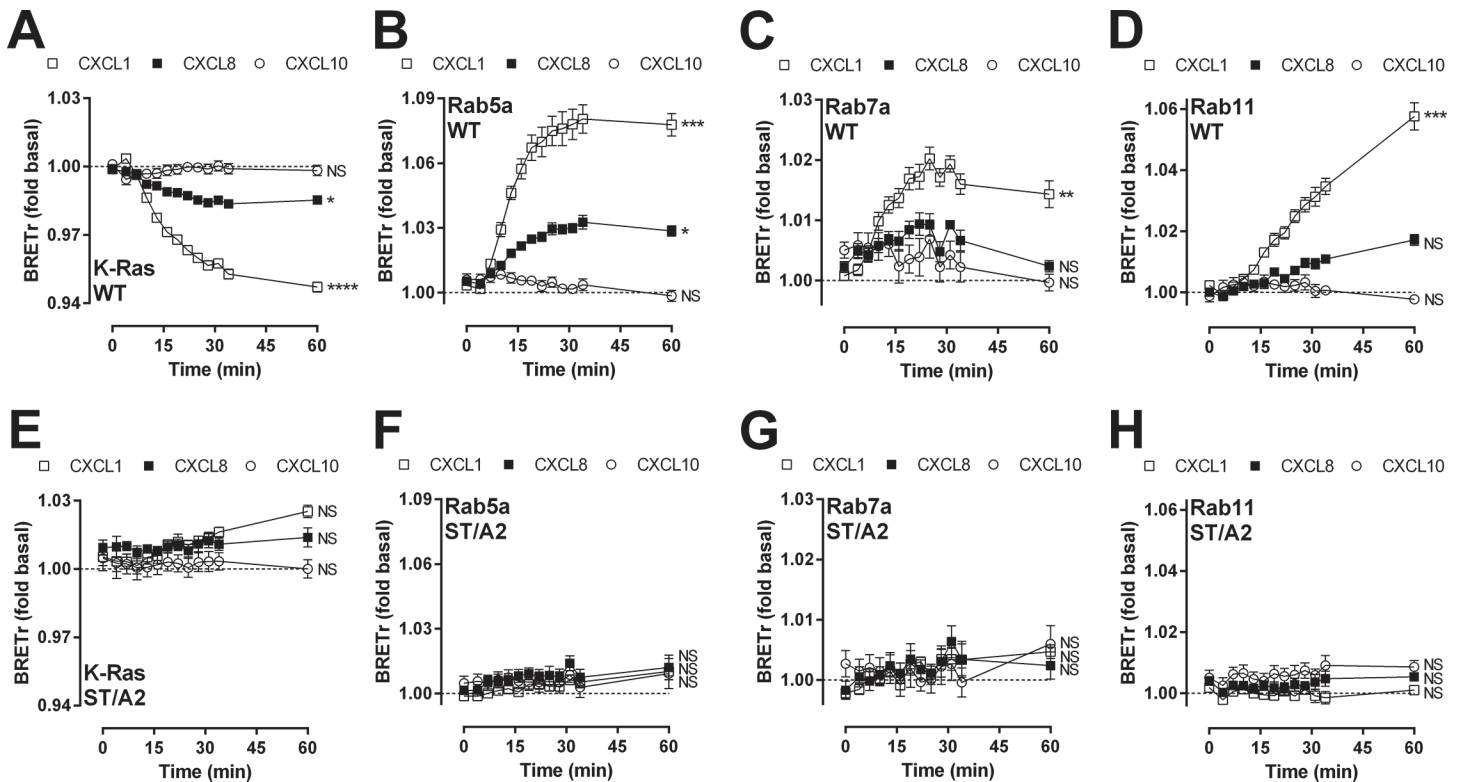 A
CXCL1 CXCL8 CXCL10
1.03
1.00
0.97
0.94
BRETr (fold basal)
K-Ras
WT
NS
*
****
0 15 30 45 60
Time (min)
B
CXCL1 CXCL8 CXCL10
1.09
1.06
1.03
1.00
BRETr (fold basal)
Rab5a
WT
***
*
NS
0 15 30 45 60
Time (min)
C
CXCL1 CXCL8 CXCL10
1.03
1.02
1.01
1.00
BRETr (fold basal)
Rab7a
WT
**
NS
NS
0 15 30 45 60
Time (min)
D
CXCL1 CXCL8 CXCL10
1.06
1.04
1.02
1.00
BRETr (fold basal)
Rab11
WT
***
NS
NS
0 15 30 45 60
Time (min)
E
CXCL1 CXCL8 CXCL10
1.03
1.00
0.97
0.94
BRETr (fold basal)
K-Ras
ST/A2
NS
NS
NS
0 15 30 45 60
Time (min)
F
CXCL1 CXCL8 CXCL10
1.09
1.06
1.03
1.00
BRETr (fold basal)
Rab5a
ST/A2
NS
NS
NS
0 15 30 45 60
Time (min)
G
CXCL1 CXCL8 CXCL10
1.03
1.02
1.01
1.00
BRETr (fold basal)
Rab7a
ST/A2
NS
NS
NS
0 15 30 45 60
Time (min)
H
CXCL1 CXCL8 CXCL10
1.06
1.04
1.02
1.00
BRETr (fold basal)
Rab11
ST/A2
NS
NS
NS
0 15 30 45 60
Time (min)